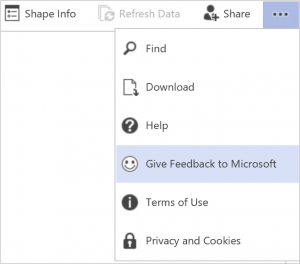 Shape Info Refresh Data Share ...
Find
Download
Help
Give Feedback to Microsoft
Terms of Use
Privacy and Cookies